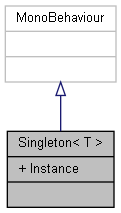 MonoBehaviour
Singleton< T >
+ Instance